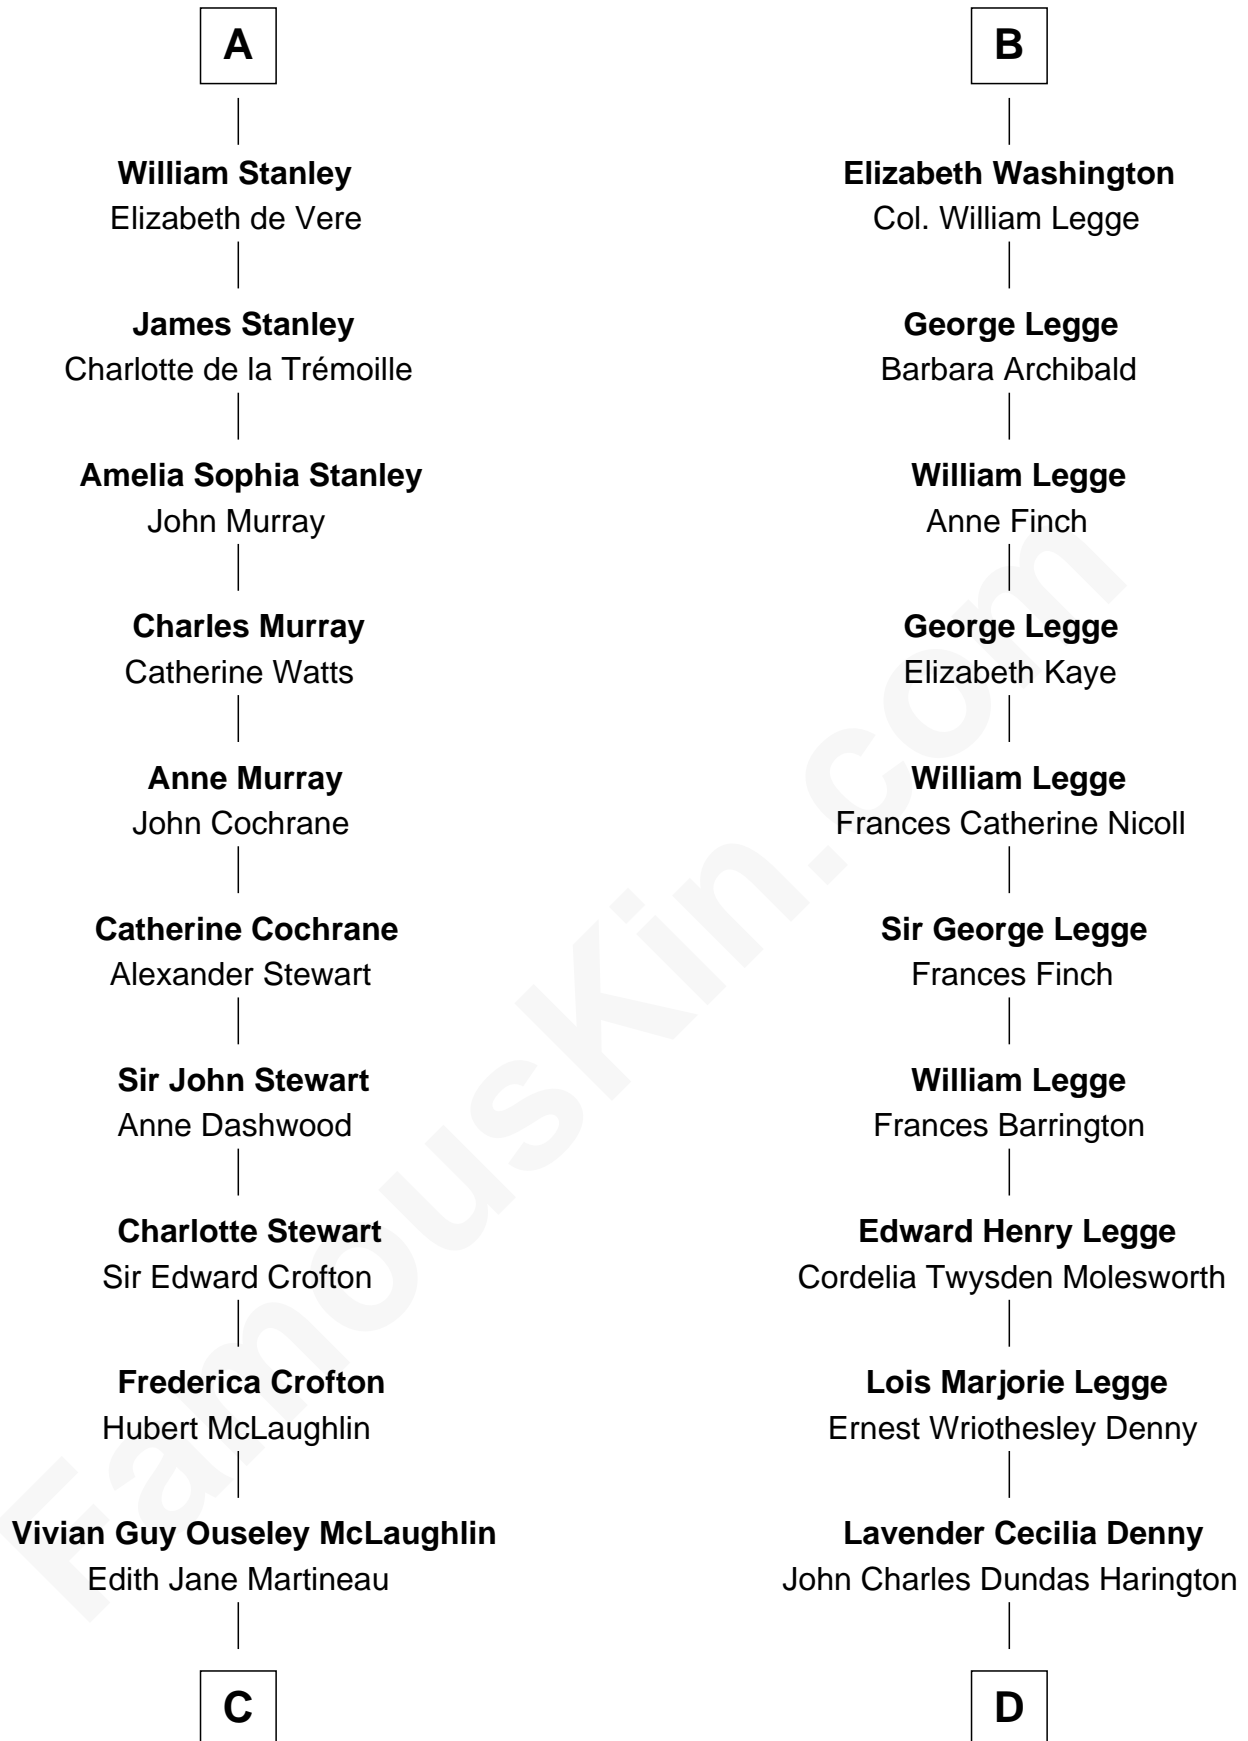 A
William Stanley
Elizabeth de Vere
James Stanley
Charlotte de la Trémoille
Amelia Sophia Stanley
John Murray
Charles Murray
Catherine Watts
Anne Murray
John Cochrane
Catherine Cochrane
Alexander Stewart
Sir John Stewart
Anne Dashwood
Charlotte Stewart
Sir Edward Crofton
Frederica Crofton
Hubert McLaughlin
Vivian Guy Ouseley McLaughlin
Edith Jane Martineau
C
B
Elizabeth Washington
Col. William Legge
George Legge
Barbara Archibald
William Legge
Anne Finch
George Legge
Elizabeth Kaye
William Legge
Frances Catherine Nicoll
Sir George Legge
Frances Finch
William Legge
Frances Barrington
Edward Henry Legge
Cordelia Twysden Molesworth
Lois Marjorie Legge
Ernest Wriothesley Denny
Lavender Cecilia Denny
John Charles Dundas Harington
D
FamousKin.com